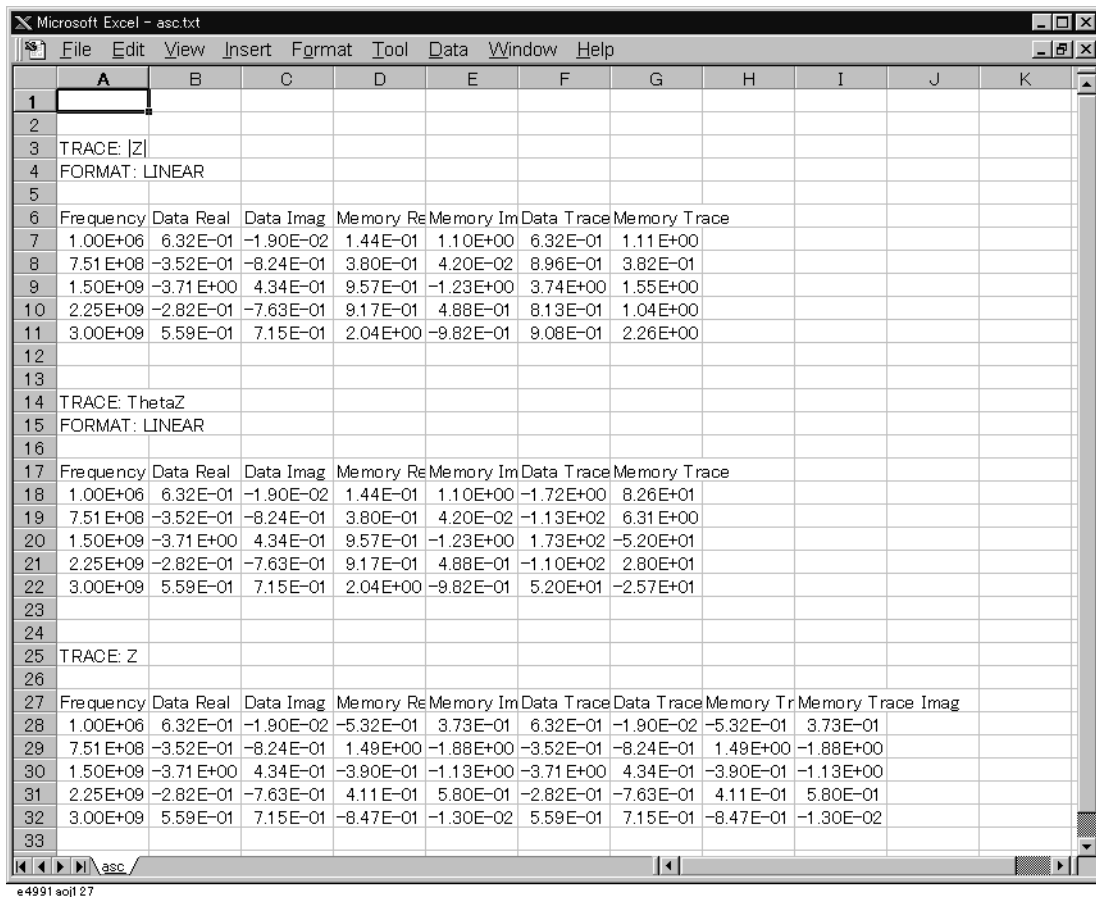 Microsoft Excel - asc.txt
File Edit View Insert Format Tool Data Window Help
A B C D E F G H I J K
1
2
3 TRACE: |Z|
4 FORMAT: LINEAR
5
6 Frequency Data Real Data Imag Memory Re Memory Im Data Trace Memory Trace
7 1.00E+06 6.32E-01 -1.90E-02 1.44E-01 1.10E+00 6.32E-01 1.11E+00
8 7.51E+08 -3.52E-01 -8.24E-01 3.80E-01 4.20E-02 8.96E-01 3.82E-01
9 1.50E+09 -3.71E+00 4.34E-01 9.57E-01 -1.23E+00 3.74E+00 1.55E+00
10 2.25E+09 -2.82E-01 -7.63E-01 9.17E-01 4.88E-01 8.13E-01 1.04E+00
11 3.00E+09 5.59E-01 7.15E-01 2.04E+00 -9.82E-01 9.08E-01 2.26E+00
12
13
14 TRACE: ThetaZ
15 FORMAT: LINEAR
16
17 Frequency Data Real Data Imag Memory Re Memory Im Data Trace Memory Trace
18 1.00E+06 6.32E-01 -1.90E-02 1.44E-01 1.10E+00 -1.72E+00 8.26E+01
19 7.51E+08 -3.52E-01 -8.24E-01 3.80E-01 4.20E-02 -1.13E+02 6.31E+00
20 1.50E+09 -3.71E+00 4.34E-01 9.57E-01 -1.23E+00 1.73E+02 -5.20E+01
21 2.25E+09 -2.82E-01 -7.63E-01 9.17E-01 4.88E-01 -1.10E+02 2.80E+01
22 3.00E+09 5.59E-01 7.15E-01 2.04E+00 -9.82E-01 5.20E+01 -2.57E+01
23
24
25 TRACE: Z
26
27 Frequency Data Real Data Imag Memory Re Memory Im Data Trace Data Trace Memory Tr Memory Trace Imag
28 1.00E+06 6.32E-01 -1.90E-02 -5.32E-01 3.73E-01 6.32E-01 -1.90E-02 -5.32E-01 3.73E-01
29 7.51E+08 -3.52E-01 -8.24E-01 1.49E+00 -1.88E+00 -3.52E-01 -8.24E-01 1.49E+00 -1.88E+00
30 1.50E+09 -3.71E+00 4.34E-01 -3.90E-01 -1.13E+00 -3.71E+00 4.34E-01 -3.90E-01 -1.13E+00
31 2.25E+09 -2.82E-01 -7.63E-01 4.11E-01 5.80E-01 -2.82E-01 -7.63E-01 4.11E-01 5.80E-01
32 3.00E+09 5.59E-01 7.15E-01 -8.47E-01 -1.30E-02 5.59E-01 7.15E-01 -8.47E-01 -1.30E-02
33
asc
e4991aoj127